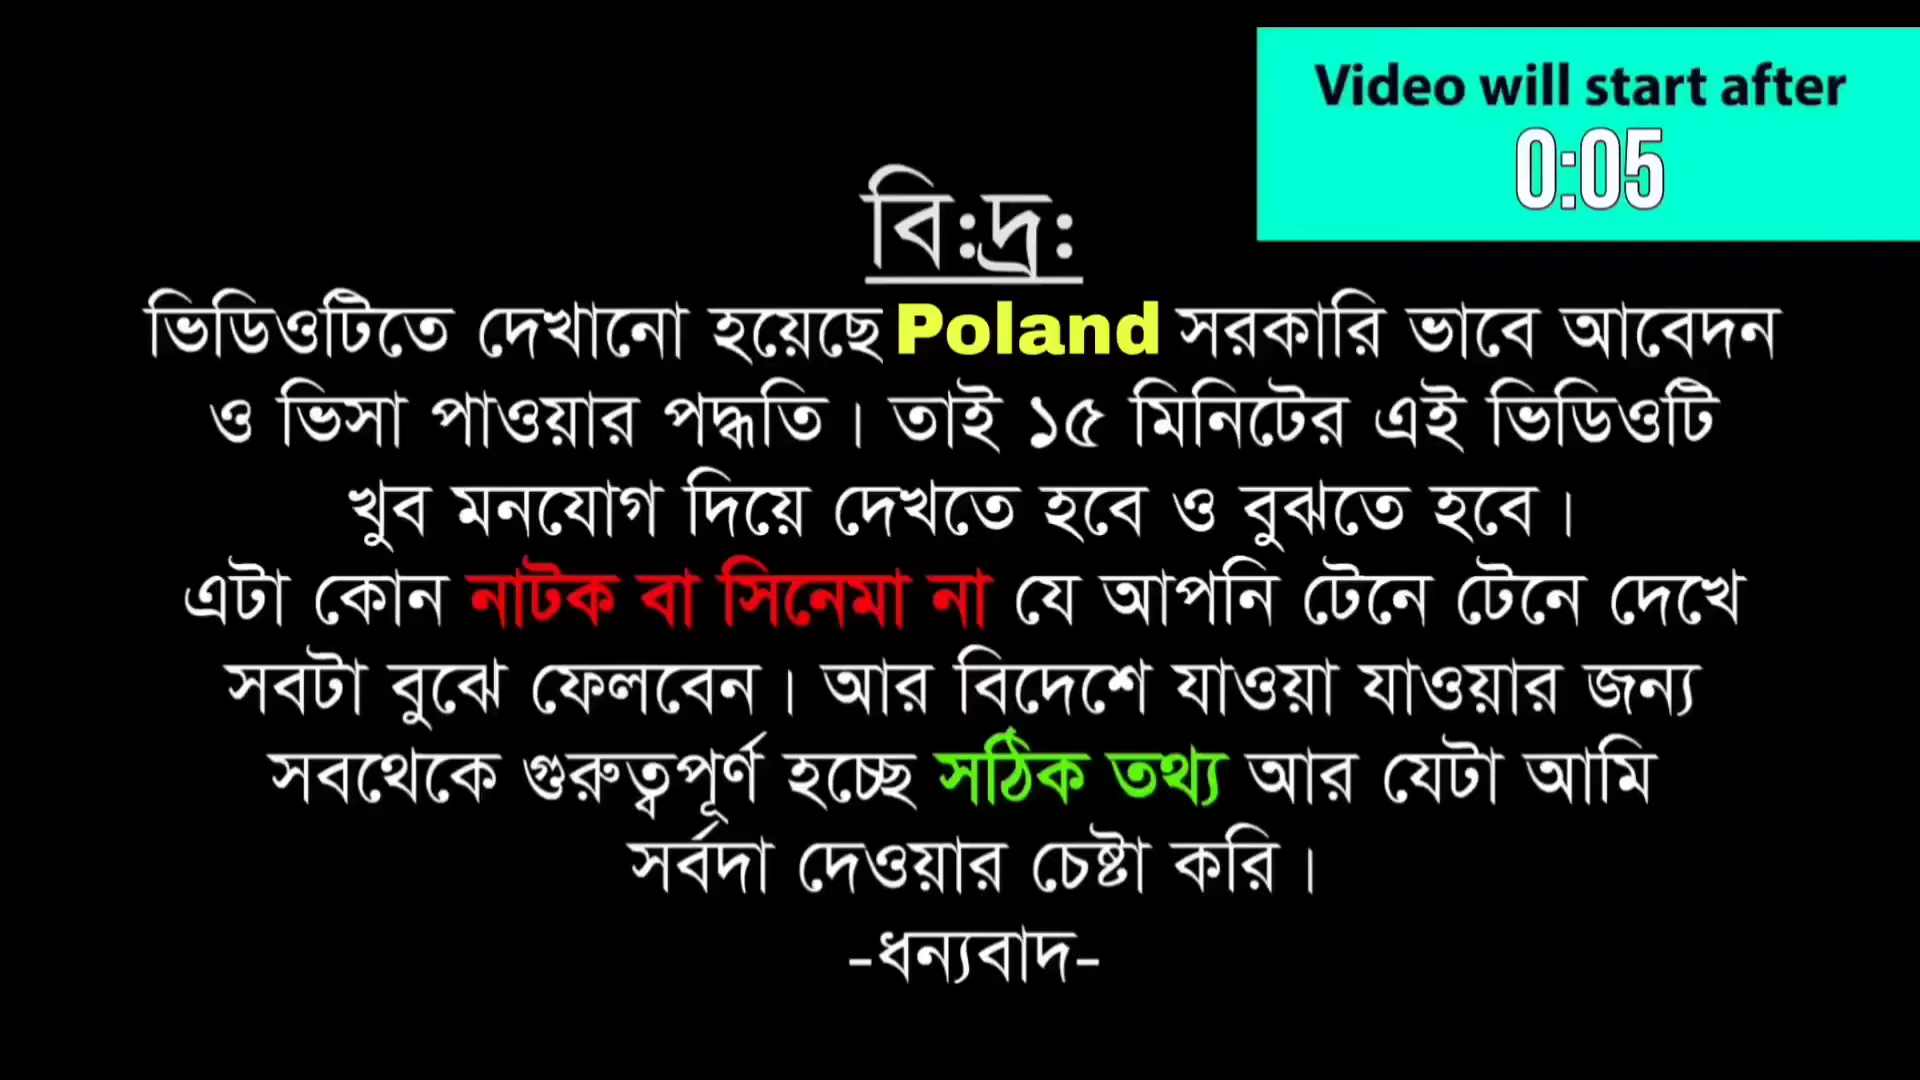 Video will start after
0:05
বি:দ্র:
ভিডিওটিতে দেখানো হয়েছে Poland সরকারি ভাবে আবেদন
ও ভিসা পাওয়ার পদ্ধতি। তাই ১৫ মিনিটের এই ভিডিওটি
খুব মনযোগ দিয়ে দেখতে হবে ও বুঝতে হবে।
এটা কোন নাটক বা সিনেমা না যে আপনি টেনে টেনে দেখে
সবটা বুঝে ফেলবেন। আর বিদেশে যাওয়া যাওয়ার জন্য
সবথেকে গুরুত্বপূর্ণ হচ্ছে সঠিক তথ্য আর যেটা আমি
সর্বদা দেওয়ার চেষ্টা করি।
-ধন্যবাদ-